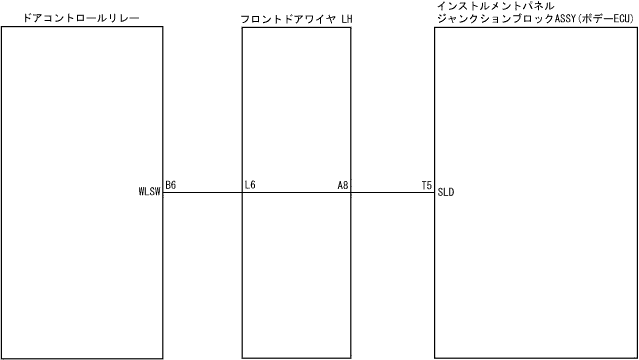 ドアコントロールリレー
フロントドアワイヤ LH
インストルメントパネル
ジャンクションブロックASSY(ボデーECU)
WLSW
B6
L6
A8
T5
SLD